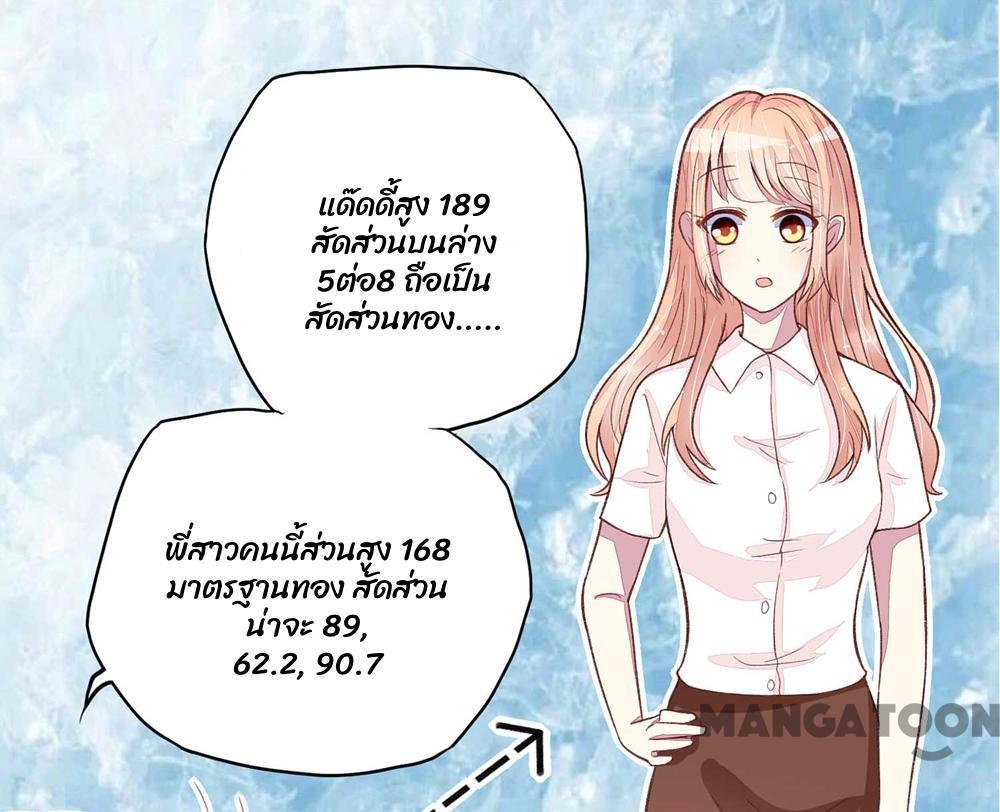 แด๊ดดี้สูง 189
สัดส่วนบนล่าง
5ต่อ8 ถือเป็น
สัดส่วนทอง.....
พี่สาวคนนี้ส่วนสูง 168
มาตรฐานทอง สัดส่วน
น่าจะ 89,
62.2, 90.7
MANGATOON